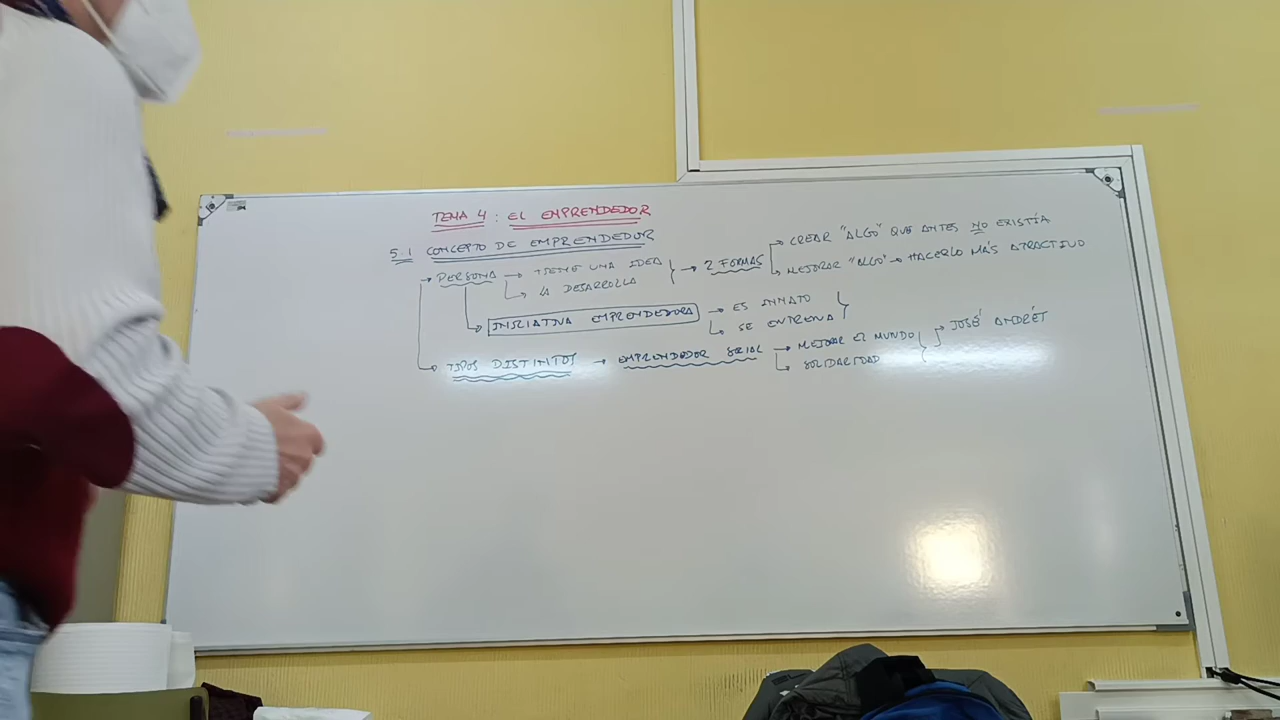 TEMA 4 : EL EMPRENDEDOR
5.1 CONCEPTO DE EMPRENDEDOR
→ PERSONA → TIENE UNA IDEA
↳ LA DESARROLLA
} → 2 FORMAS
→ CREAR "ALGO" QUE ANTES NO EXISTÍA
↳ MEJORAR "ALGO" → HACERLO MÁS ATRACTIVO
↳ INICIATIVA EMPRENDEDORA → ES INNATO
↳ SE ENTRENA }
↳ TIPOS DISTINTOS → EMPRENDEDOR SOCIAL → MEJORAR EL MUNDO
↳ SOLIDARIDAD
} → JOSÉ ANDRÉS